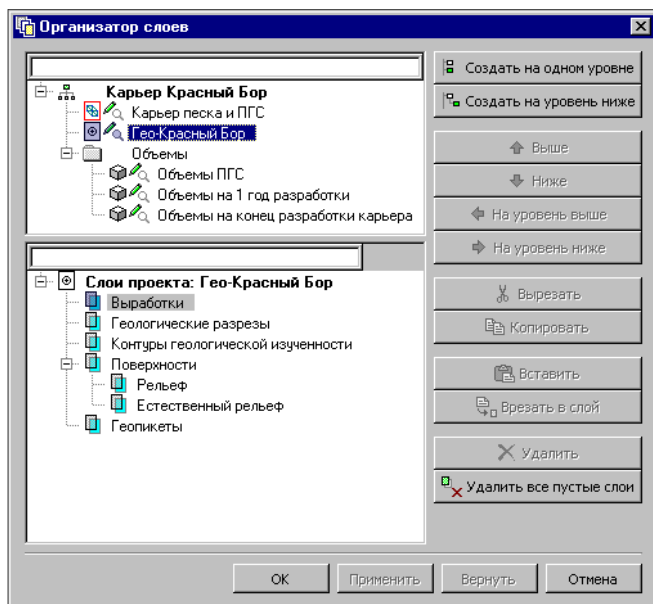 Организатор слоев
Карьер Красный Бор
Карьер песка и ПГС
Гео-Красный Бор
Объемы
Объемы ПГС
Объемы на 1 год разработки
Объемы на конец разработки карьера
Слои проекта: Гео-Красный Бор
Выработки
Геологические разрезы
Контуры геологической изученности
Поверхности
Рельеф
Естественный рельеф
Геопикеты
Создать на одном уровне
Создать на уровень ниже
Выше
Ниже
На уровень выше
На уровень ниже
Вырезать
Копировать
Вставить
Врезать в слой
Удалить
Удалить все пустые слои
OK
Применить
Вернуть
Отмена